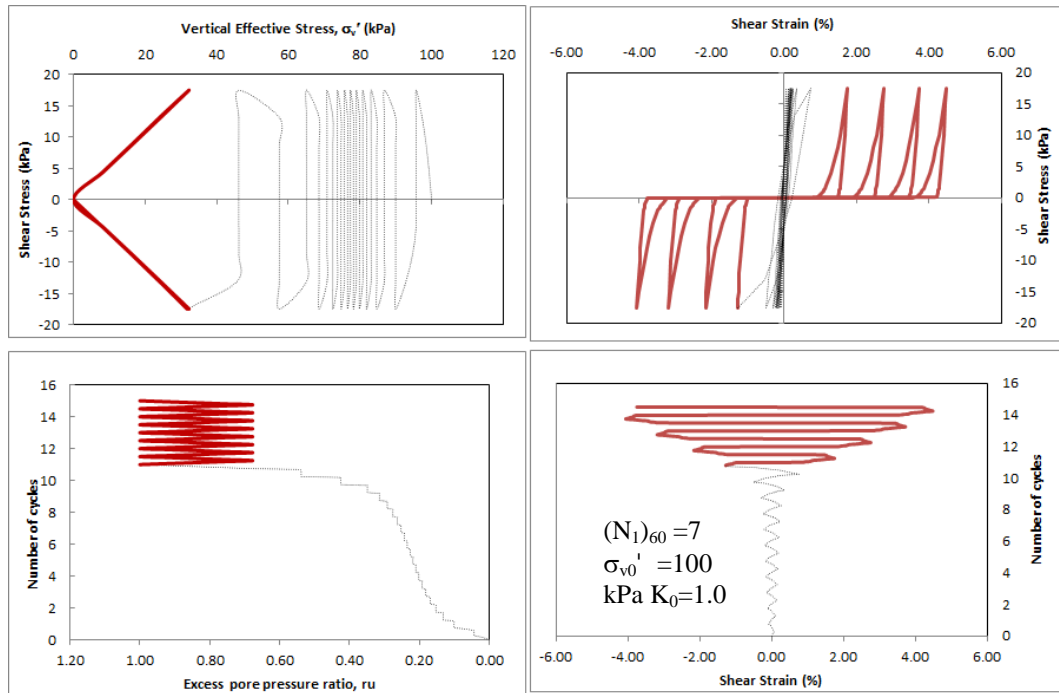 Vertical Effective Stress, σv' (kPa)
0 20 40 60 80 100 120
20
15
10
5
0
-5
-10
-15
-20
Shear Stress (kPa)
Shear Strain (%)
-6.00 -4.00 -2.00 0.00 2.00 4.00 6.00
20
15
10
5
0
-5
-10
-15
-20
Shear Stress (kPa)
16
14
12
10
8
6
4
2
0
Number of cycles
1.20 1.00 0.80 0.60 0.40 0.20 0.00
Excess pore pressure ratio, ru
16
14
12
10
8
6
4
2
0
Number of cycles
(N1)60 =7
σv0' =100
kPa K0=1.0
-6.00 -4.00 -2.00 0.00 2.00 4.00 6.00
Shear Strain (%)